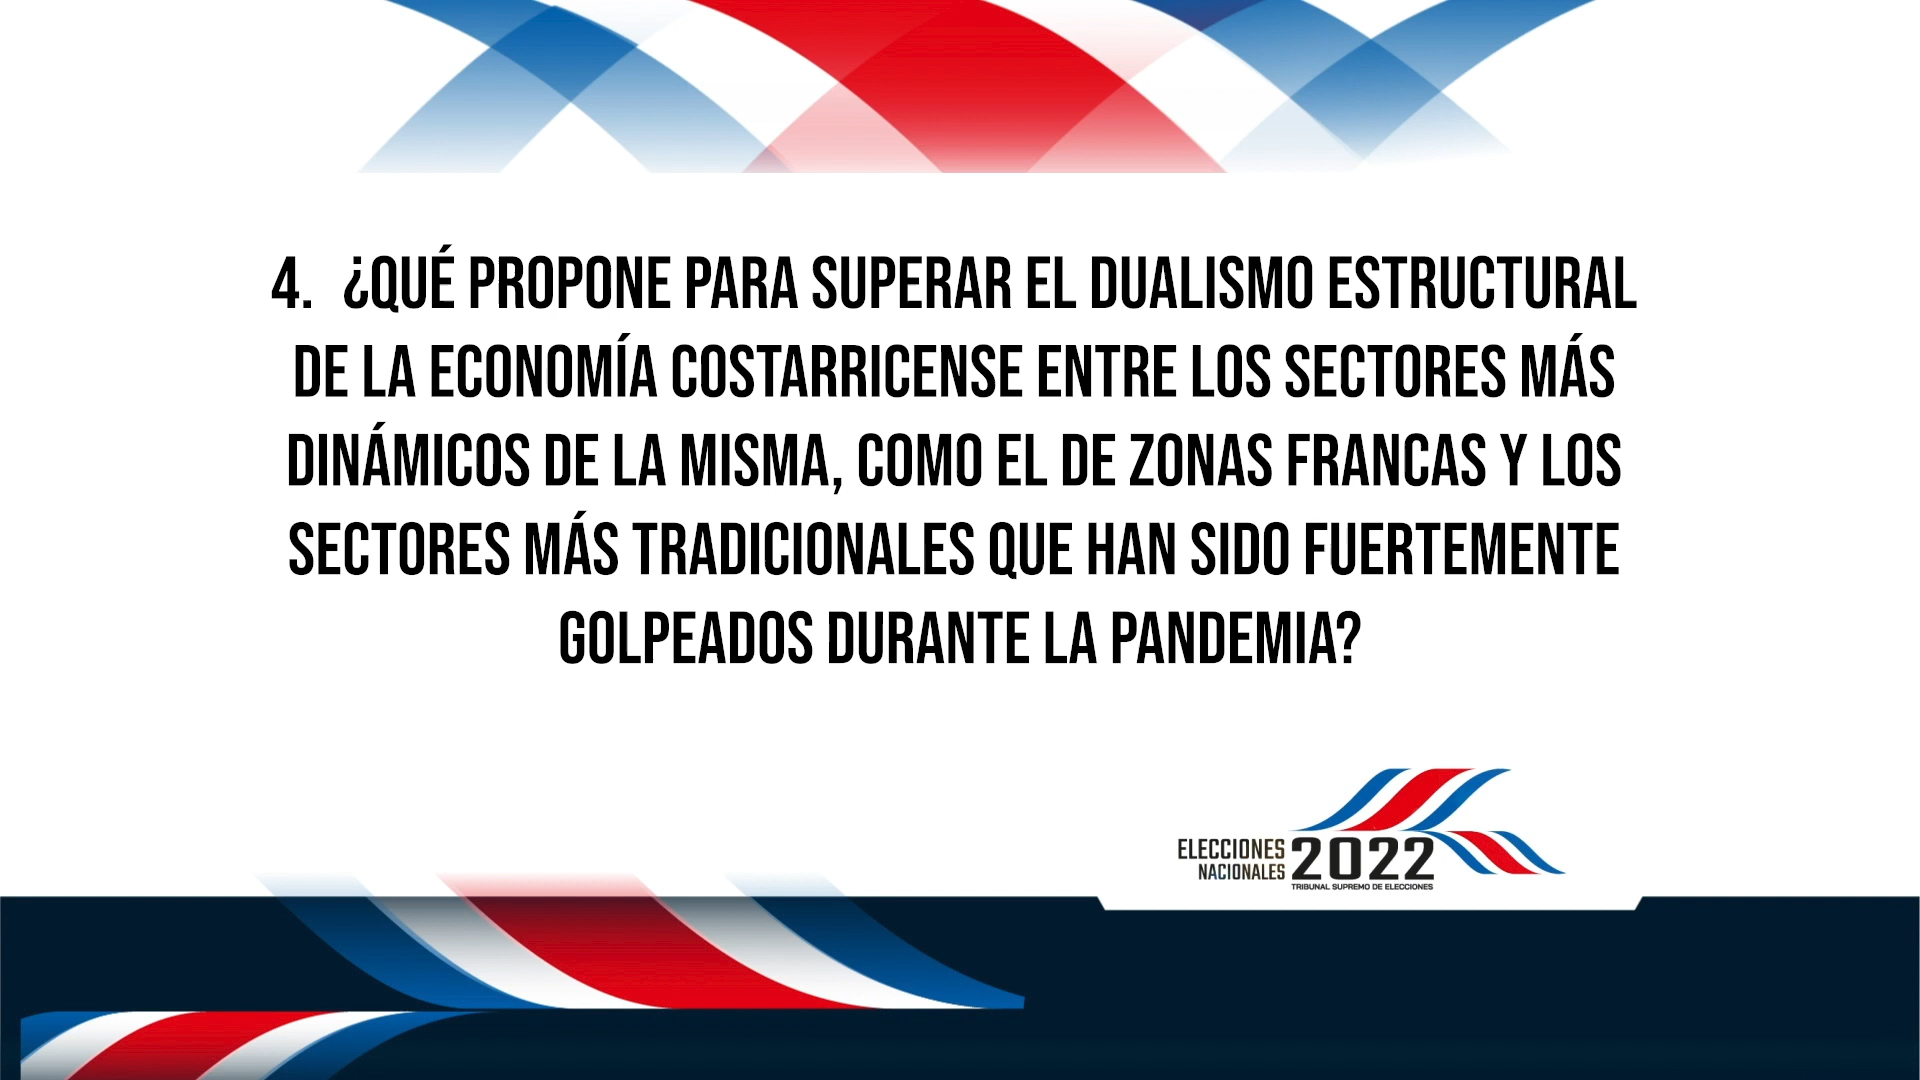 4. ¿QUÉ PROPONE PARA SUPERAR EL DUALISMO ESTRUCTURAL
DE LA ECONOMÍA COSTARRICENSE ENTRE LOS SECTORES MÁS
DINÁMICOS DE LA MISMA, COMO EL DE ZONAS FRANCAS Y LOS
SECTORES MÁS TRADICIONALES QUE HAN SIDO FUERTEMENTE
GOLPEADOS DURANTE LA PANDEMIA?
ELECCIONES
NACIONALES
2022
TRIBUNAL SUPREMO DE ELECCIONES